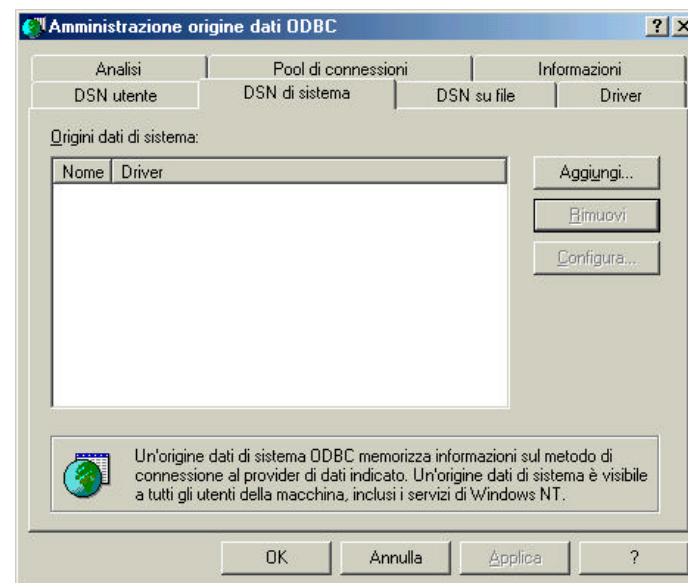 Amministrazione origine dati ODBC
? X
Analisi Pool di connessioni Informazioni
DSN utente DSN di sistema DSN su file Driver
Origini dati di sistema:
Nome Driver
Aggiungi...
Rimuovi
Configura...
Un'origine dati di sistema ODBC memorizza informazioni sul metodo di
connessione al provider di dati indicato. Un'origine dati di sistema è visibile
a tutti gli utenti della macchina, inclusi i servizi di Windows NT.
OK Annulla Applica ?